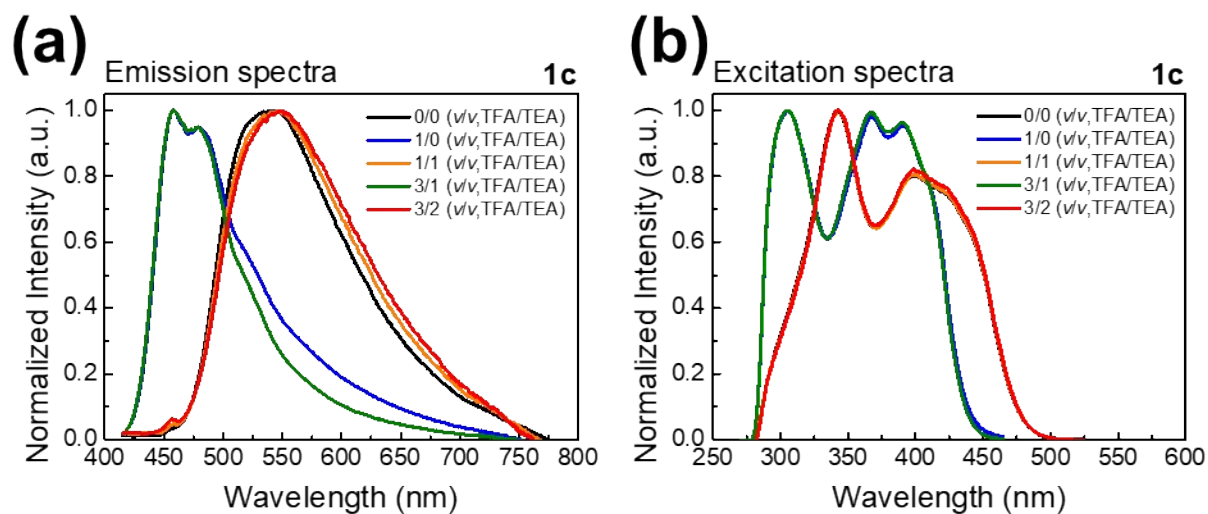 (a)
Emission spectra 1c
0/0 (v/v,TFA/TEA)
1/0 (v/v,TFA/TEA)
1/1 (v/v,TFA/TEA)
3/1 (v/v,TFA/TEA)
3/2 (v/v,TFA/TEA)
Normalized Intensity (a.u.)
1.0
0.8
0.6
0.4
0.2
0.0
400 450 500 550 600 650 700 750 800
Wavelength (nm)
(b)
Excitation spectra 1c
0/0 (v/v,TFA/TEA)
1/0 (v/v,TFA/TEA)
1/1 (v/v,TFA/TEA)
3/1 (v/v,TFA/TEA)
3/2 (v/v,TFA/TEA)
Normalized Intensity (a.u.)
1.0
0.8
0.6
0.4
0.2
0.0
250 300 350 400 450 500 550 600
Wavelength (nm)